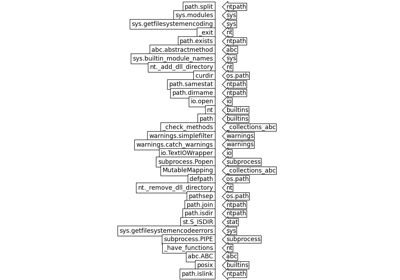 path.split ntpath
sys.modules sys
sys.getfilesystemencoding sys
_exit nt
path.exists ntpath
abc.abstractmethod abc
sys.builtin_module_names sys
nt._add_dll_directory nt
curdir os.path
path.samestat ntpath
path.dirname ntpath
io.open io
nt builtins
path builtins
_check_methods _collections_abc
warnings.simplefilter warnings
warnings.catch_warnings warnings
io.TextIOWrapper io
subprocess.Popen subprocess
MutableMapping _collections_abc
defpath os.path
nt._remove_dll_directory nt
pathsep os.path
path.join ntpath
path.isdir ntpath
st.S_ISDIR stat
sys.getfilesystemencodeerrors sys
subprocess.PIPE subprocess
_have_functions nt
abc.ABC abc
posix builtins
path.islink ntpath